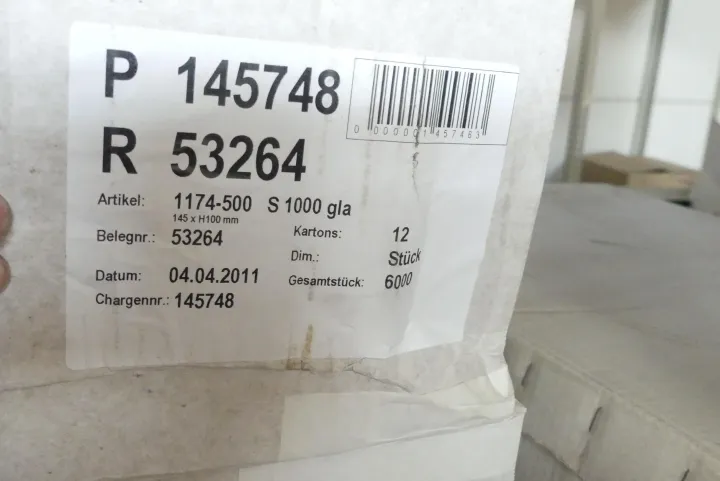 P 145748
0 000001 457483
R 53264
Artikel: 1174-500 S 1000 gla
145 x H100 mm
Belegnr.: 53264 Kartons: 12
Dim.: Stück
Datum: 04.04.2011 Gesamtstück: 6000
Chargennr.: 145748